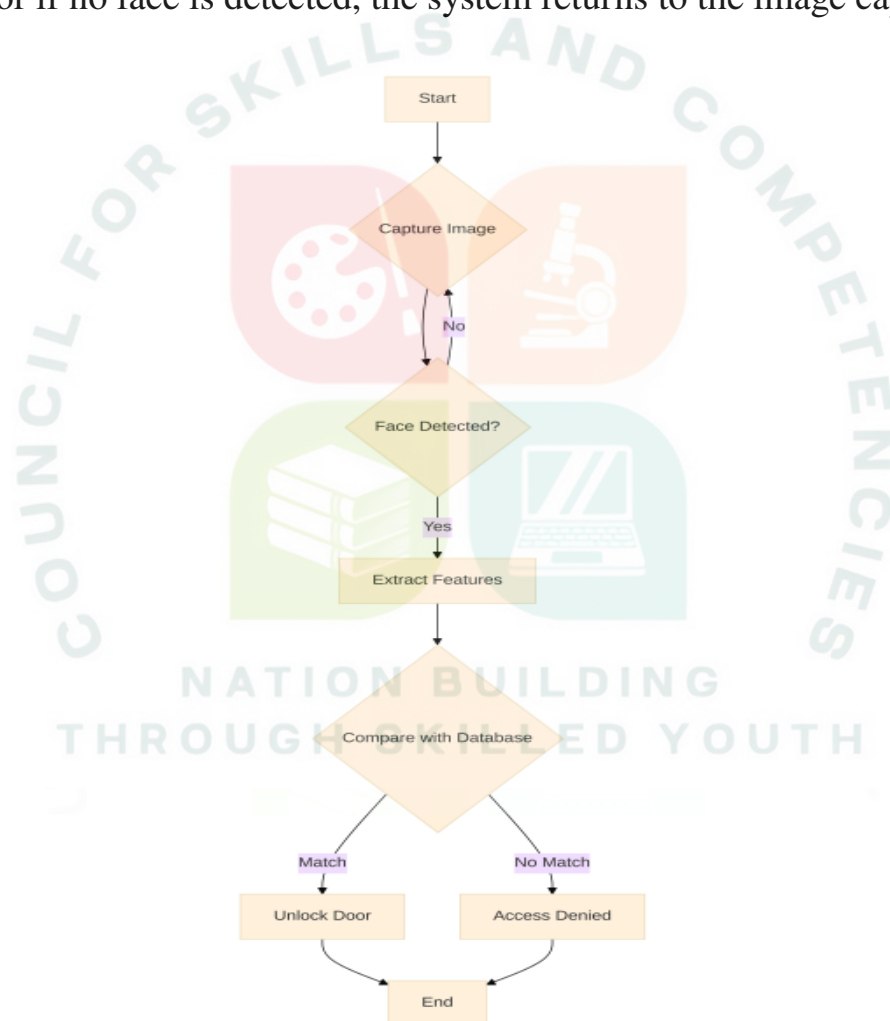 or if no face is detected, the system returns to the image
COUNCIL FOR SKILLS AND COMPETENCIES
Start
Capture Image
No
Face Detected?
Yes
Extract Features
NATION BUILDING
THROUGH SKILLED YOUTH
Compare with Database
Match
No Match
Unlock Door
Access Denied
End